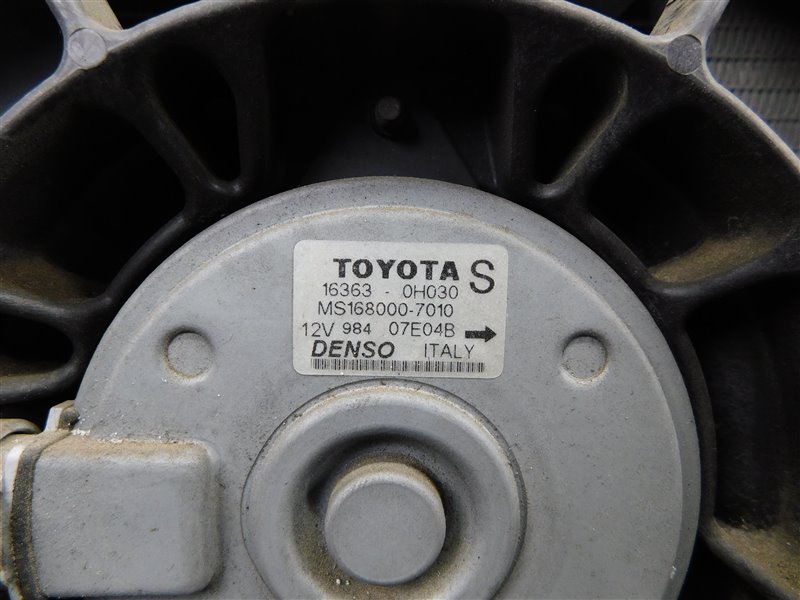 TOYOTA S
16363 - 0H030
MS168000-7010
12V 984 07E04B →
DENSO ITALY